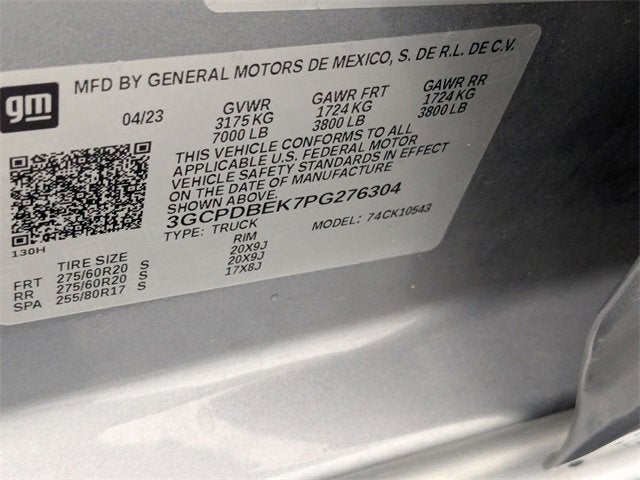 gm
MFD BY GENERAL MOTORS DE MEXICO, S. DE R.L. DE C.V.
04/23 GVWR GAWR FRT GAWR RR
3175 KG 1724 KG 1724 KG
7000 LB 3800 LB 3800 LB
THIS VEHICLE CONFORMS TO ALL
APPLICABLE U.S. FEDERAL MOTOR
VEHICLE SAFETY STANDARDS IN EFFECT
ON THE DATE OF MANUFACTURE
SHOWN ABOVE.
3GCPDBEK7PG276304
TYPE: TRUCK MODEL: 74CK10543
130H
TIRE SIZE RIM
FRT 275/60R20 S 20X9J
RR 275/60R20 S 20X9J
SPA 255/80R17 S 17X8J